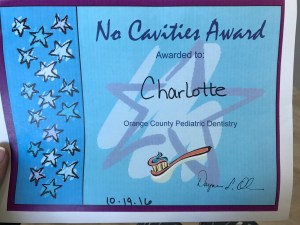 No Cavities Award
Awarded to:
Charlotte
Orange County Pediatric Dentistry
10-19-16